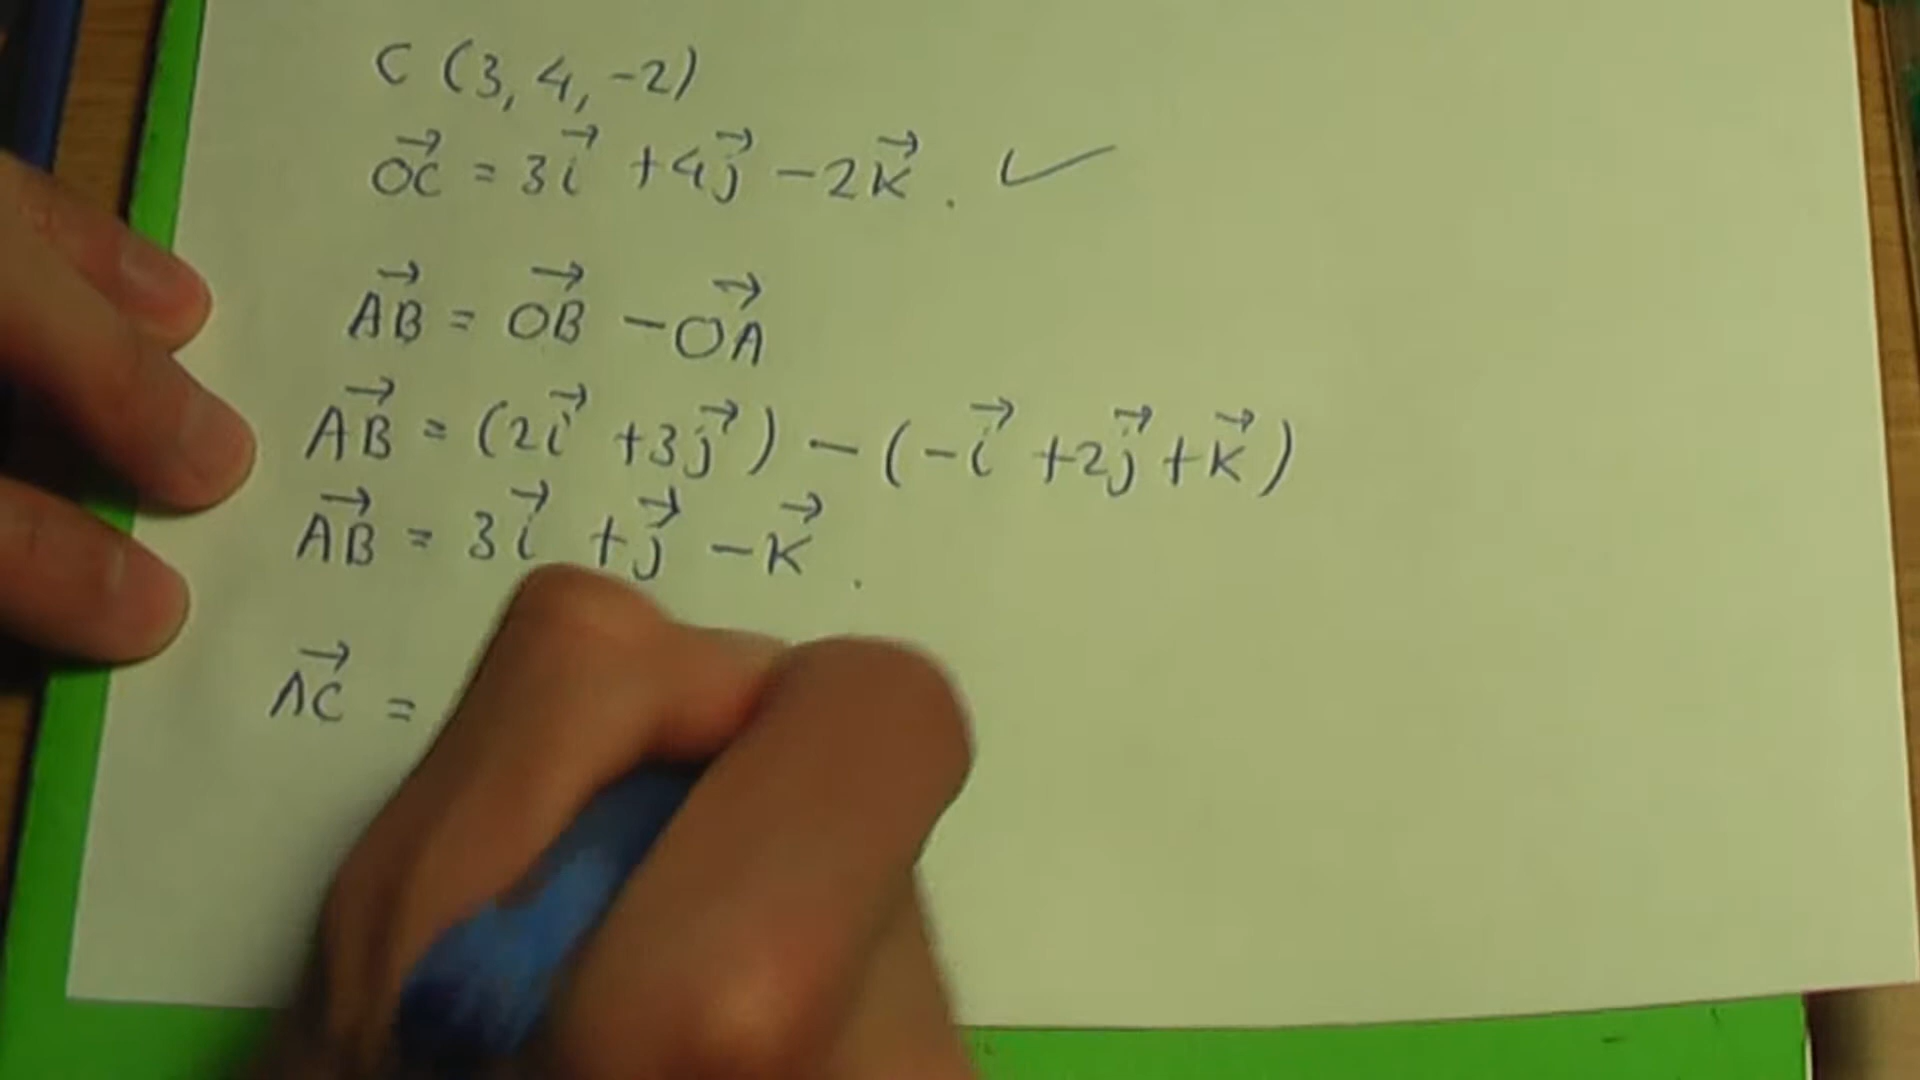 C (3, 4, -2)
→OC = 3→i + 4→j - 2→k . ✓
→AB = →OB - →OA
→AB = (2→i + 3→j) - (-→i + 2→j + →k)
→AB = 3→i + →j - →k .
→AC =